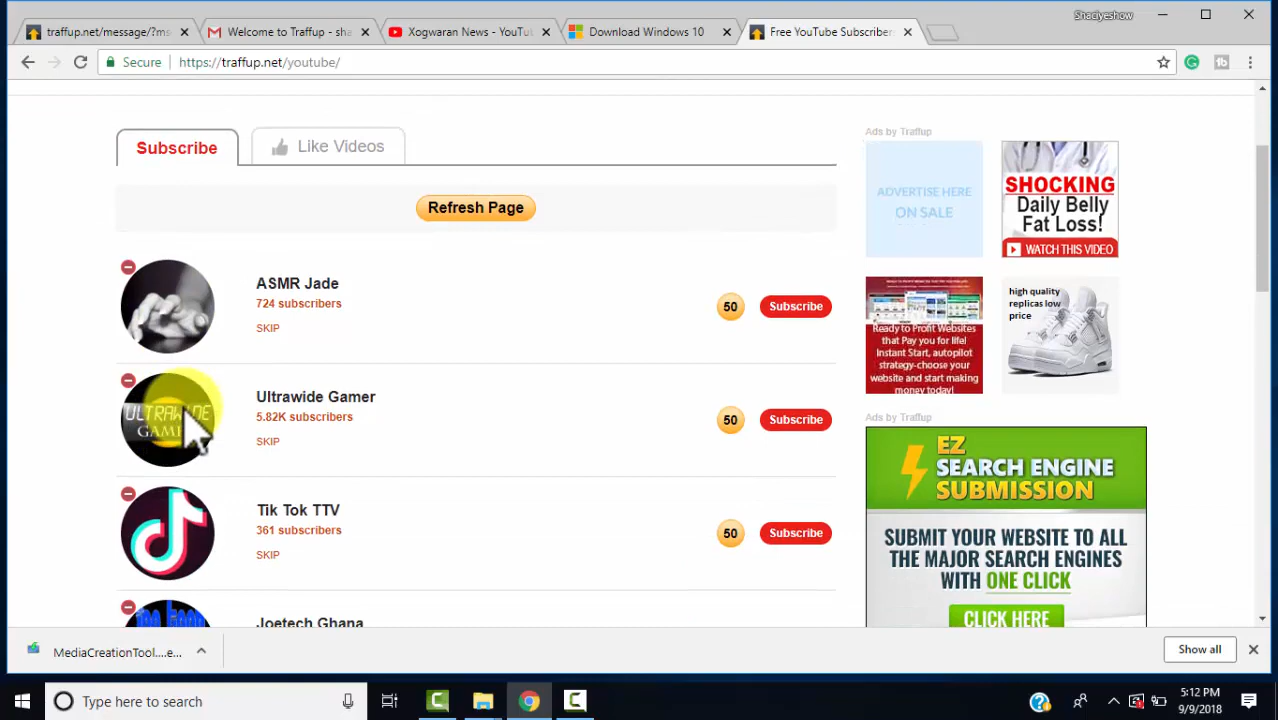 Shaciyeshow
traffup.net/message/?ms
Welcome to Traffup - sha
Xogwaran News - YouTu
Download Windows 10
Free YouTube Subscriber
Secure
https://traffup.net/youtube/
Subscribe
Like Videos
Refresh Page
ASMR Jade
724 subscribers
SKIP
50
Subscribe
Ultrawide Gamer
5.82K subscribers
SKIP
50
Subscribe
ULTRAWIDE
GAME
Tik Tok TTV
361 subscribers
SKIP
50
Subscribe
Joetech Ghana
Ads by Traffup
ADVERTISE HERE
ON SALE
SHOCKING
Daily Belly
Fat Loss!
WATCH THIS VIDEO
Ready to Profit Websites
that Pay you for life!
Instant Start, autopilot
strategy-choose your
website and start making
money today!
high quality
replicas low
price
Ads by Traffup
EZ
SEARCH ENGINE
SUBMISSION
SUBMIT YOUR WEBSITE TO ALL
THE MAJOR SEARCH ENGINES
WITH ONE CLICK
CLICK HERE
MediaCreationTool....e...
Show all
Type here to search
5:12 PM
9/9/2018